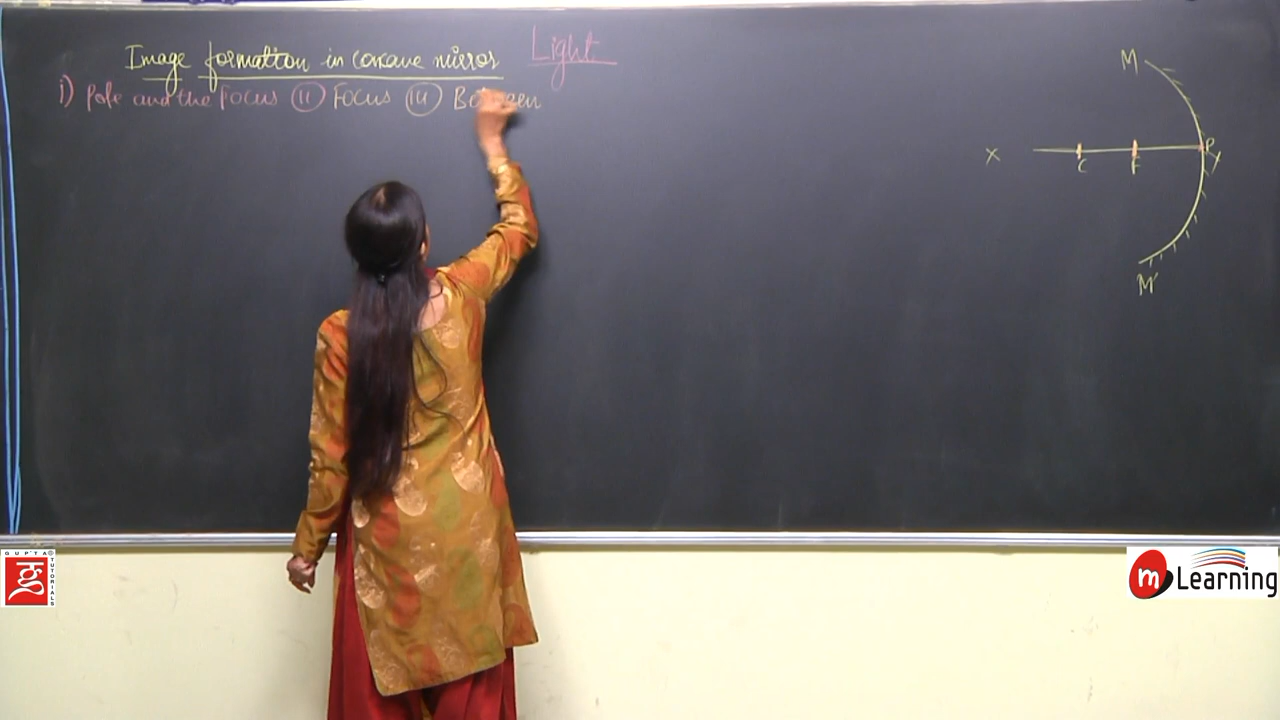 Image formation in concave mirror
Light
i) Pole and the Focus (ii) Focus (iii) Between
M
X
C
F
P
Y
M'
GUPTA
TUTORIALS
m Learning